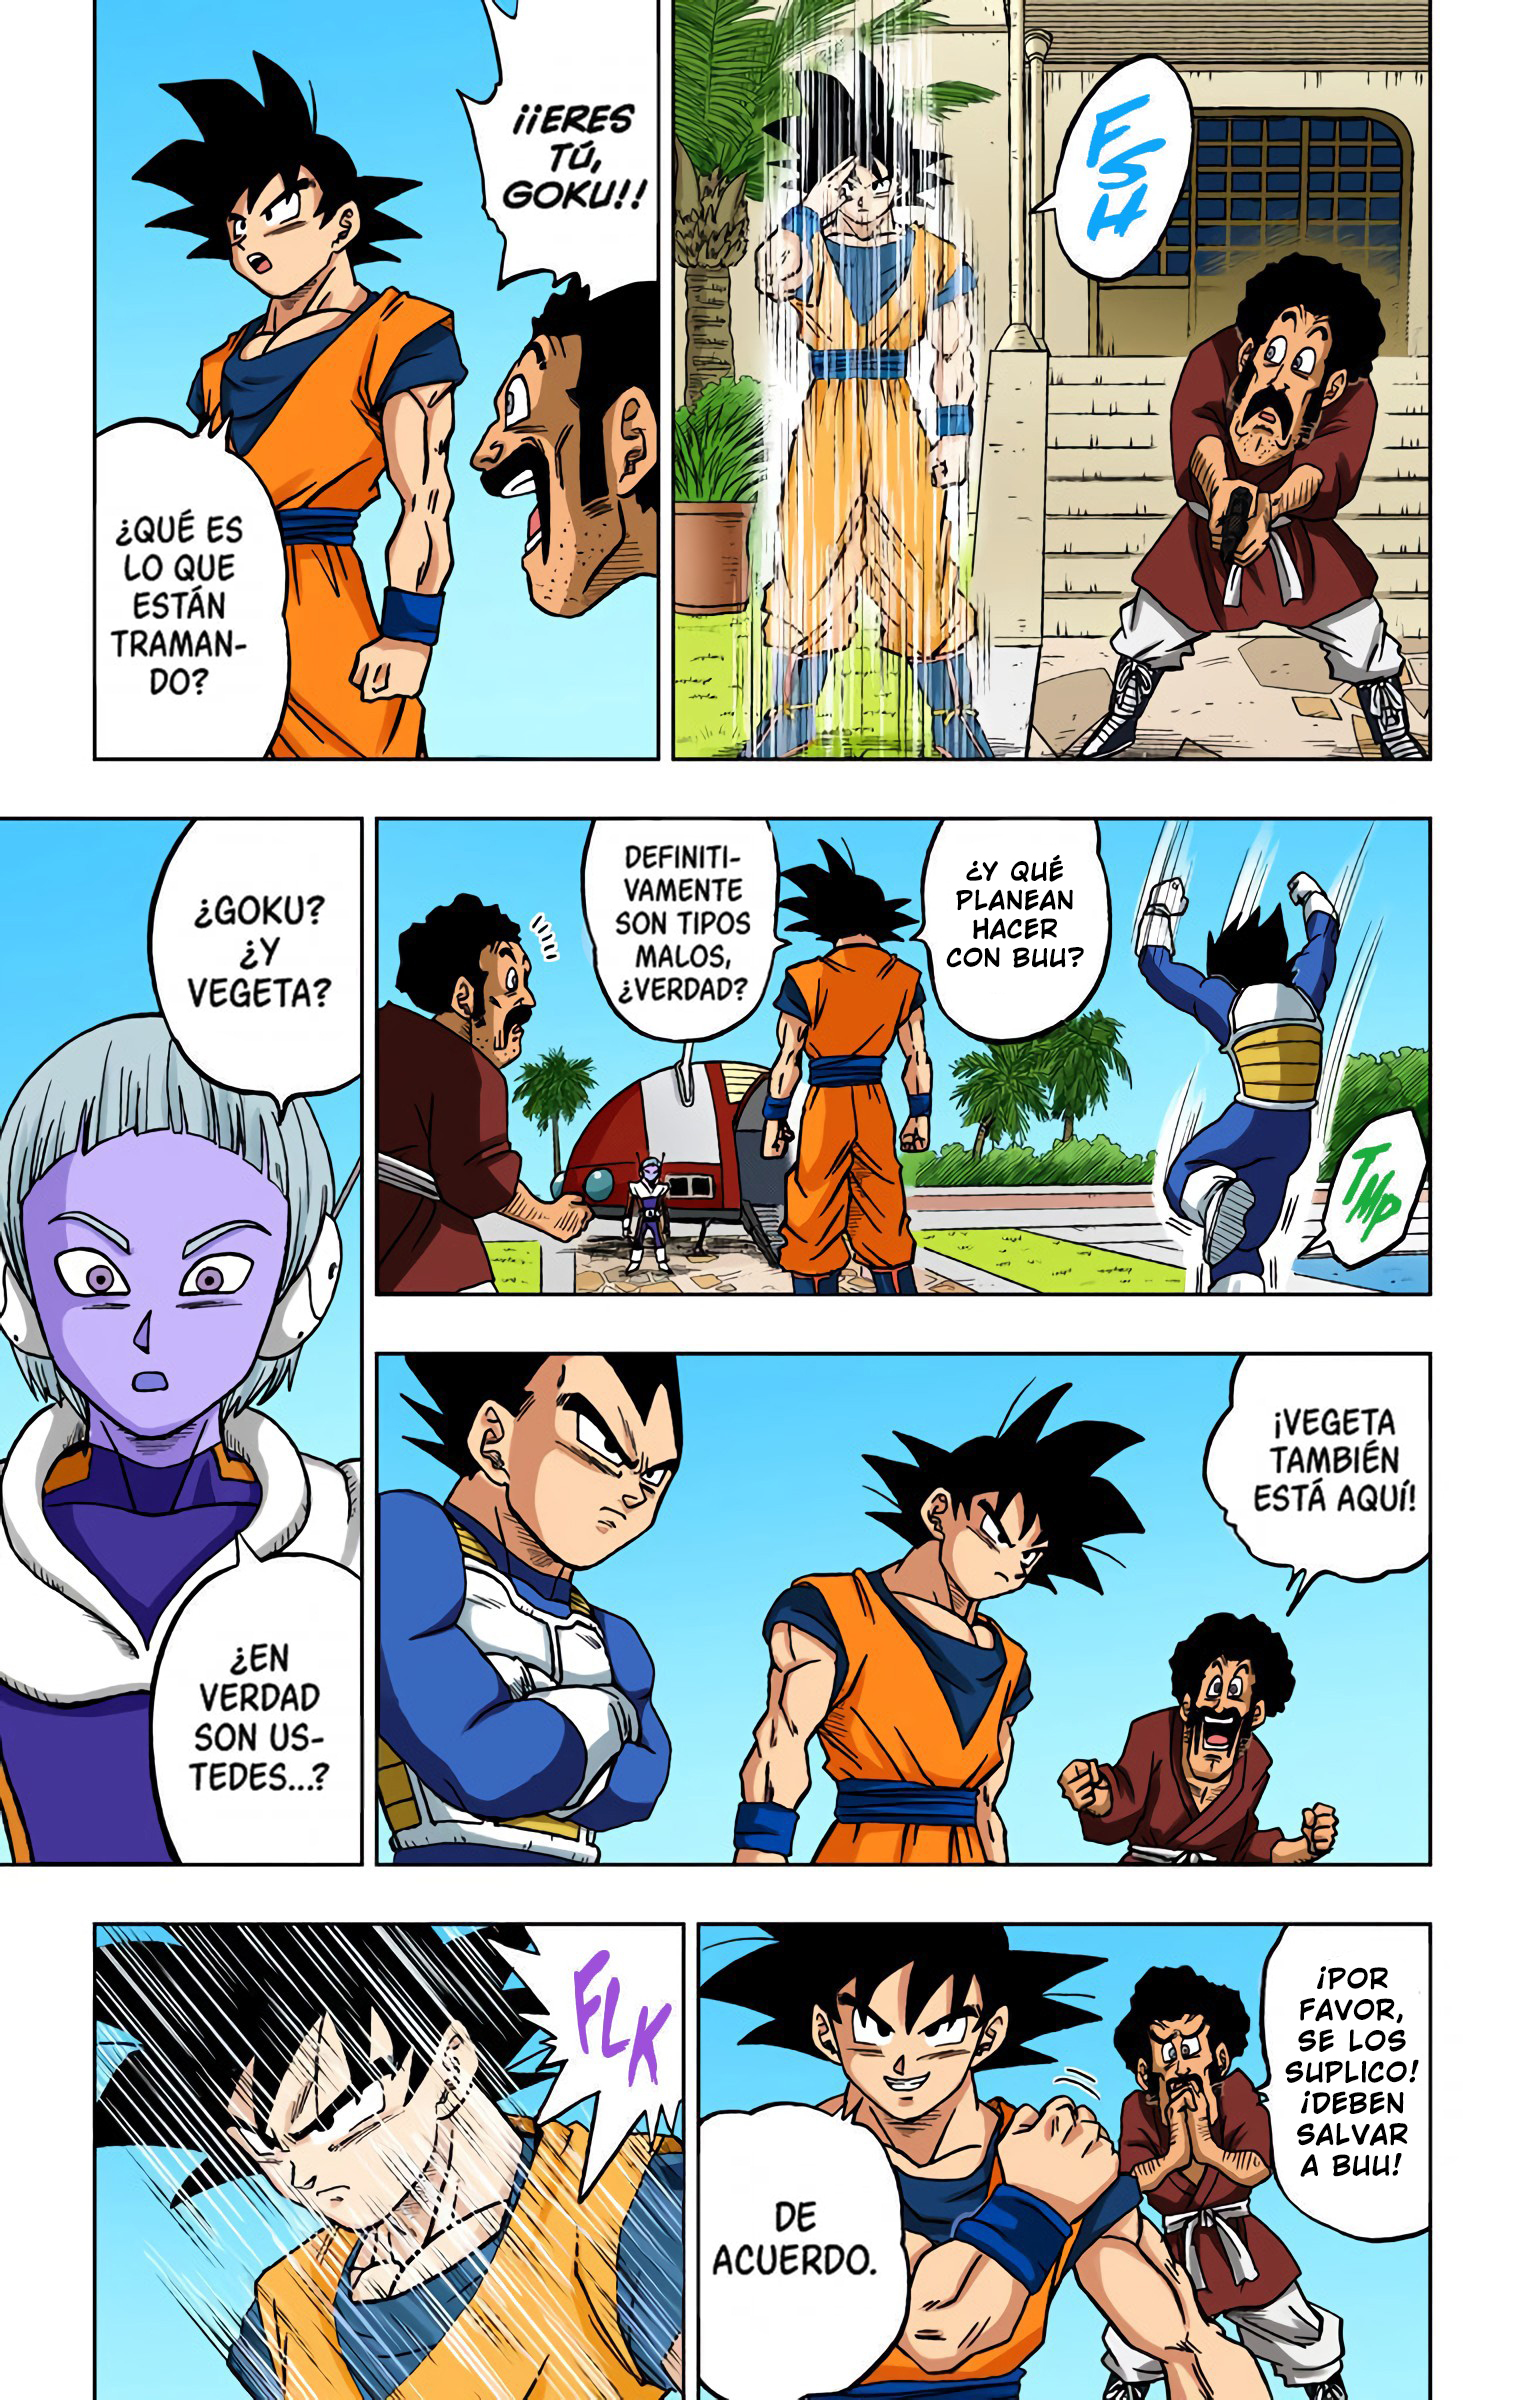 FSH
¡¡ERES
TÚ,
GOKU!!
¿QUÉ ES
LO QUE
ESTÁN
TRAMAN-
DO?
TMP
¿Y QUÉ
PLANEAN
HACER
CON BUU?
DEFINITI-
VAMENTE
SON TIPOS
MALOS,
¿VERDAD?
¡VEGETA
TAMBIÉN
ESTÁ AQUÍ!
¿GOKU?
¿Y
VEGETA?
¿EN
VERDAD
SON US-
TEDES...?
¡POR
FAVOR,
SE LOS
SUPLICO!
¡DEBEN
SALVAR
A BUU!
DE
ACUERDO.
FLK